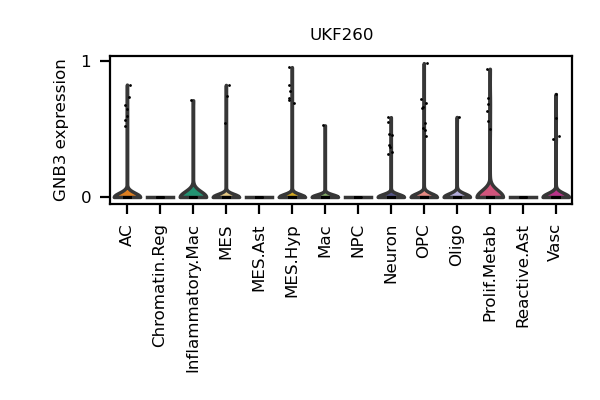 UKF260
GNB3 expression
1
0
AC
Chromatin.Reg
Inflammatory.Mac
MES
MES.Ast
MES.Hyp
Mac
NPC
Neuron
OPC
Oligo
Prolif.Metab
Reactive.Ast
Vasc